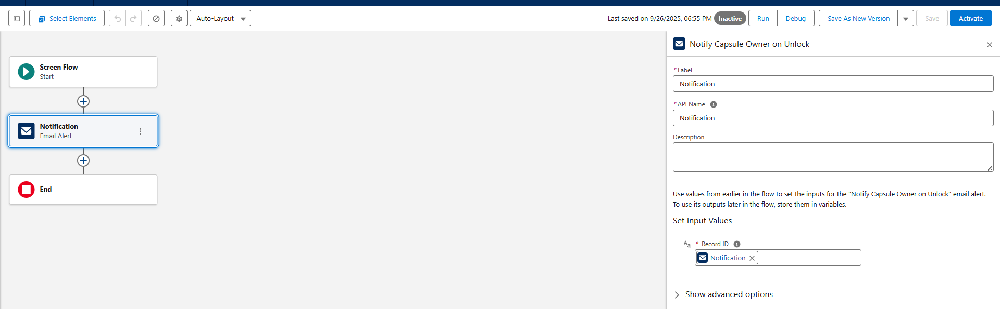 Select Elements
Auto-Layout
Last saved on 9/26/2025, 06:55 PM
Inactive
Run
Debug
Save As New Version
Save
Activate
Screen Flow
Start
Notification
Email Alert
End
Notify Capsule Owner on Unlock
* Label
Notification
* API Name
Notification
Description
Use values from earlier in the flow to set the inputs for the "Notify Capsule Owner on Unlock" email alert.
To use its outputs later in the flow, store them in variables.
Set Input Values
Aa * Record ID
Notification
Show advanced options